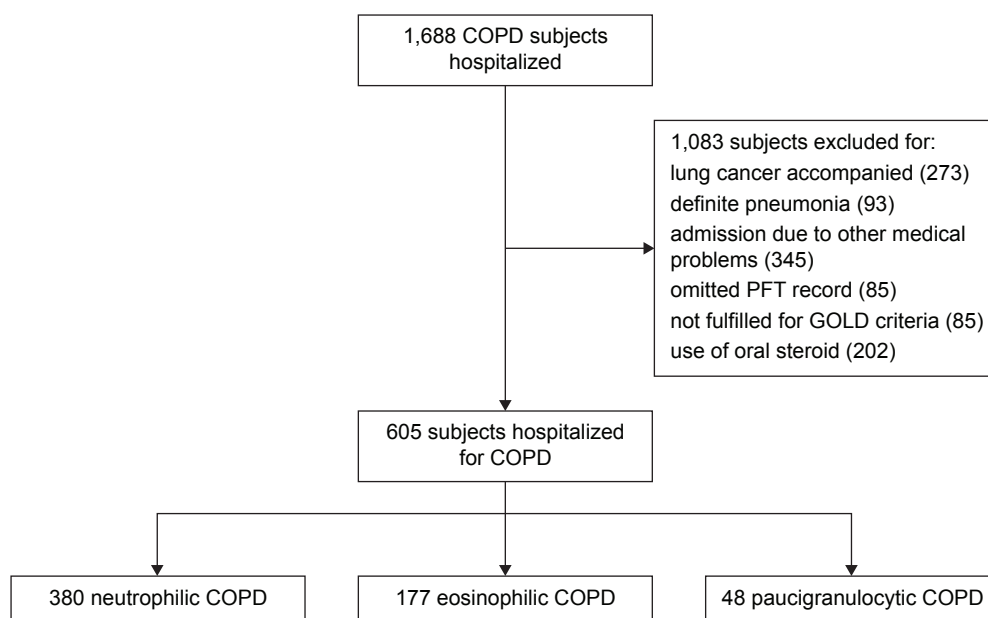 1,688 COPD subjects
hospitalized
1,083 subjects excluded for:
lung cancer accompanied (273)
definite pneumonia (93)
admission due to other medical
problems (345)
omitted PFT record (85)
not fulfilled for GOLD criteria (85)
use of oral steroid (202)
605 subjects hospitalized
for COPD
380 neutrophilic COPD
177 eosinophilic COPD
48 paucigranulocytic COPD